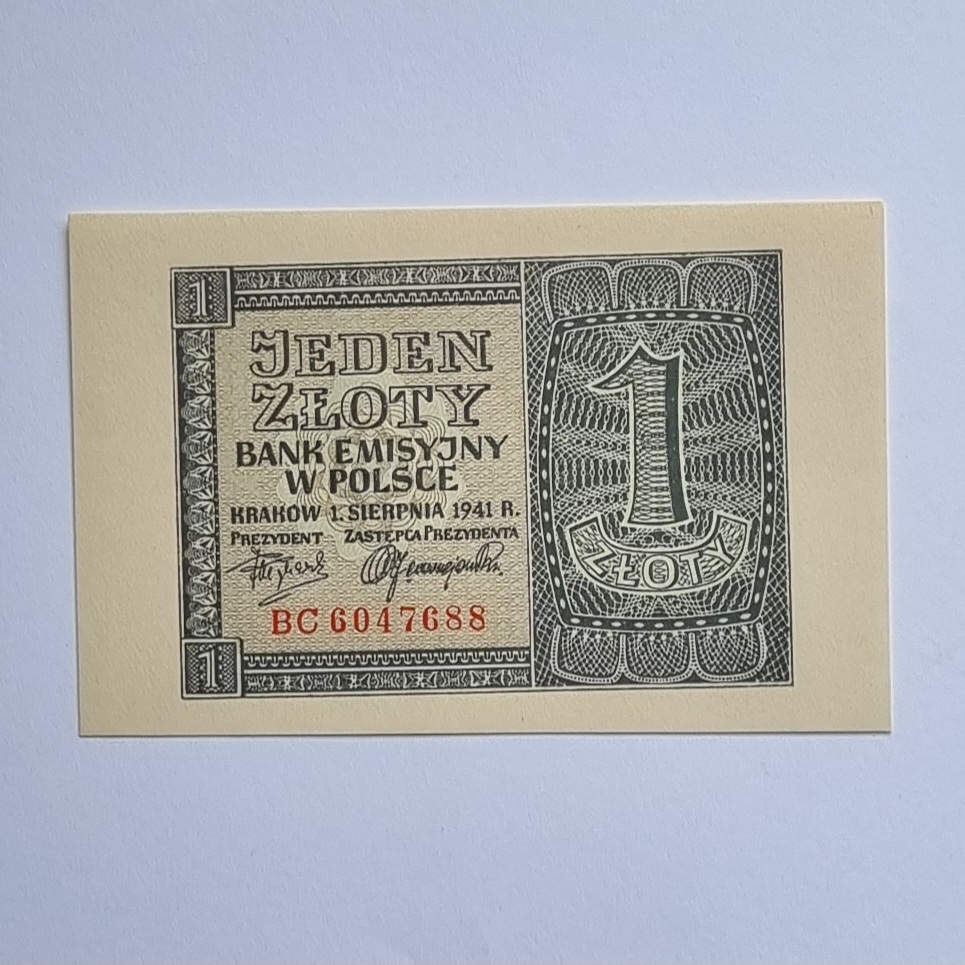 1
JEDEN
ZŁOTY
BANK EMISYJNY
W POLSCE
KRAKÓW 1. SIERPNIA 1941 R.
PREZYDENT ZASTĘPCA PREZYDENTA
BC 6047688
1
1
ZŁOTY